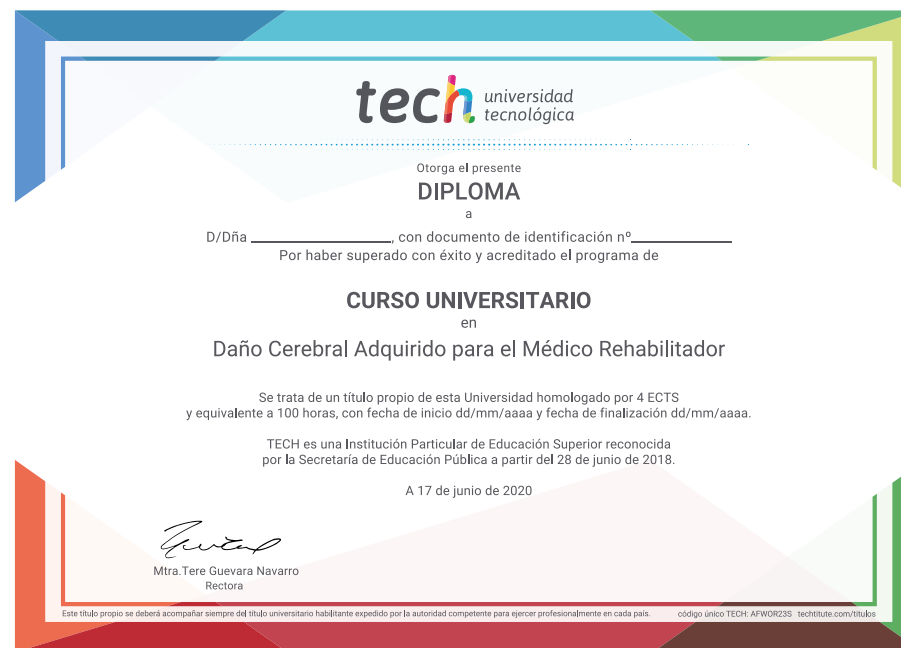 tech universidad
tecnológica
Otorga el presente
DIPLOMA
a
D/Dña ____________________, con documento de identificación nº______________
Por haber superado con éxito y acreditado el programa de
CURSO UNIVERSITARIO
en
Daño Cerebral Adquirido para el Médico Rehabilitador
Se trata de un título propio de esta Universidad homologado por 4 ECTS
y equivalente a 100 horas, con fecha de inicio dd/mm/aaaa y fecha de finalización dd/mm/aaaa.
TECH es una Institución Particular de Educación Superior reconocida
por la Secretaría de Educación Pública a partir del 28 de junio de 2018.
A 17 de junio de 2020
Mtra.Tere Guevara Navarro
Rectora
Este título propio se deberá acompañar siempre del título universitario habilitante expedido por la autoridad competente para ejercer profesionalmente en cada país. código único TECH: AFWOR23S techtitute.com/titulos